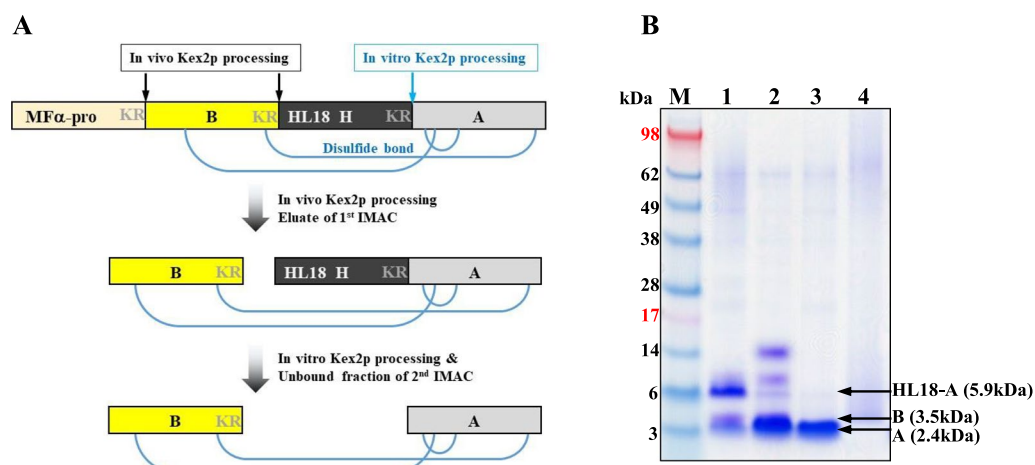 A
In vivo Kex2p processing
In vitro Kex2p processing
MFα-pro KR B KR HL18 H KR A
Disulfide bond
In vivo Kex2p processing
Eluate of 1st IMAC
B KR HL18 H KR A
In vitro Kex2p processing &
Unbound fraction of 2nd IMAC
B KR A
B
kDa M 1 2 3 4
98
62
49
38
28
17
14
6 HL18-A (5.9kDa)
B (3.5kDa)
3 A (2.4kDa)